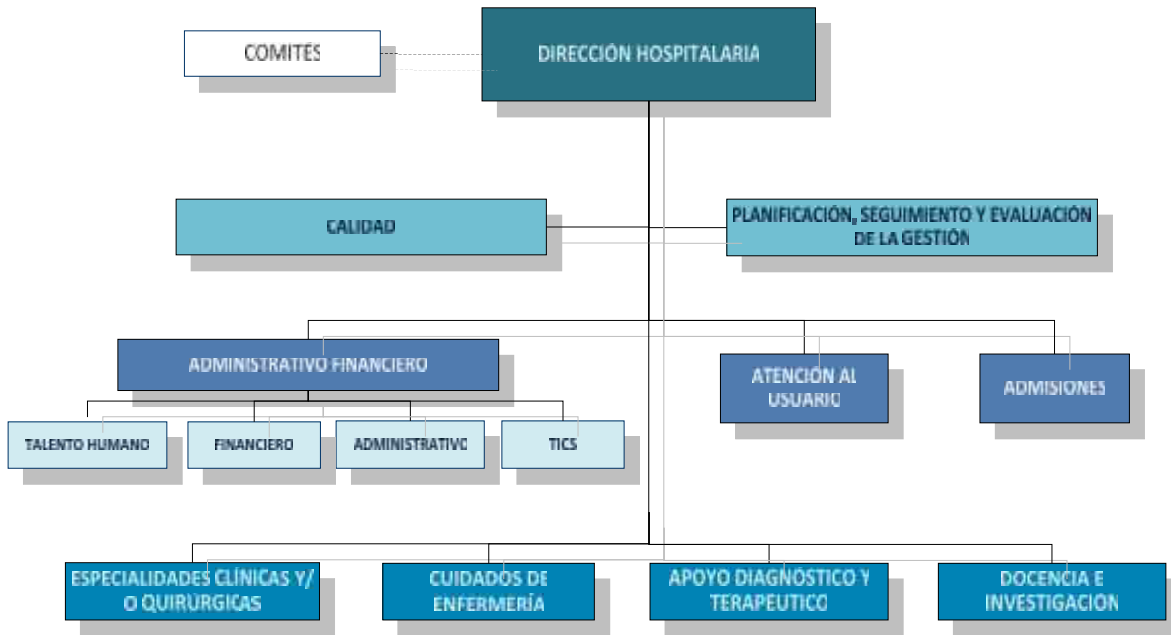 COMITÉS
DIRECCIÓN HOSPITALARIA
CALIDAD
PLANIFICACIÓN, SEGUIMIENTO Y EVALUACIÓN
DE LA GESTIÓN
ADMINISTRATIVO FINANCIERO
ATENCIÓN AL
USUARIO
ADMISIONES
TALENTO HUMANO
FINANCIERO
ADMINISTRATIVO
TICS
ESPECIALIDADES CLÍNICAS Y/
O QUIRÚRGICAS
CUIDADOS DE
ENFERMERÍA
APOYO DIAGNÓSTICO Y
TERAPEUTICO
DOCENCIA E
INVESTIGACION